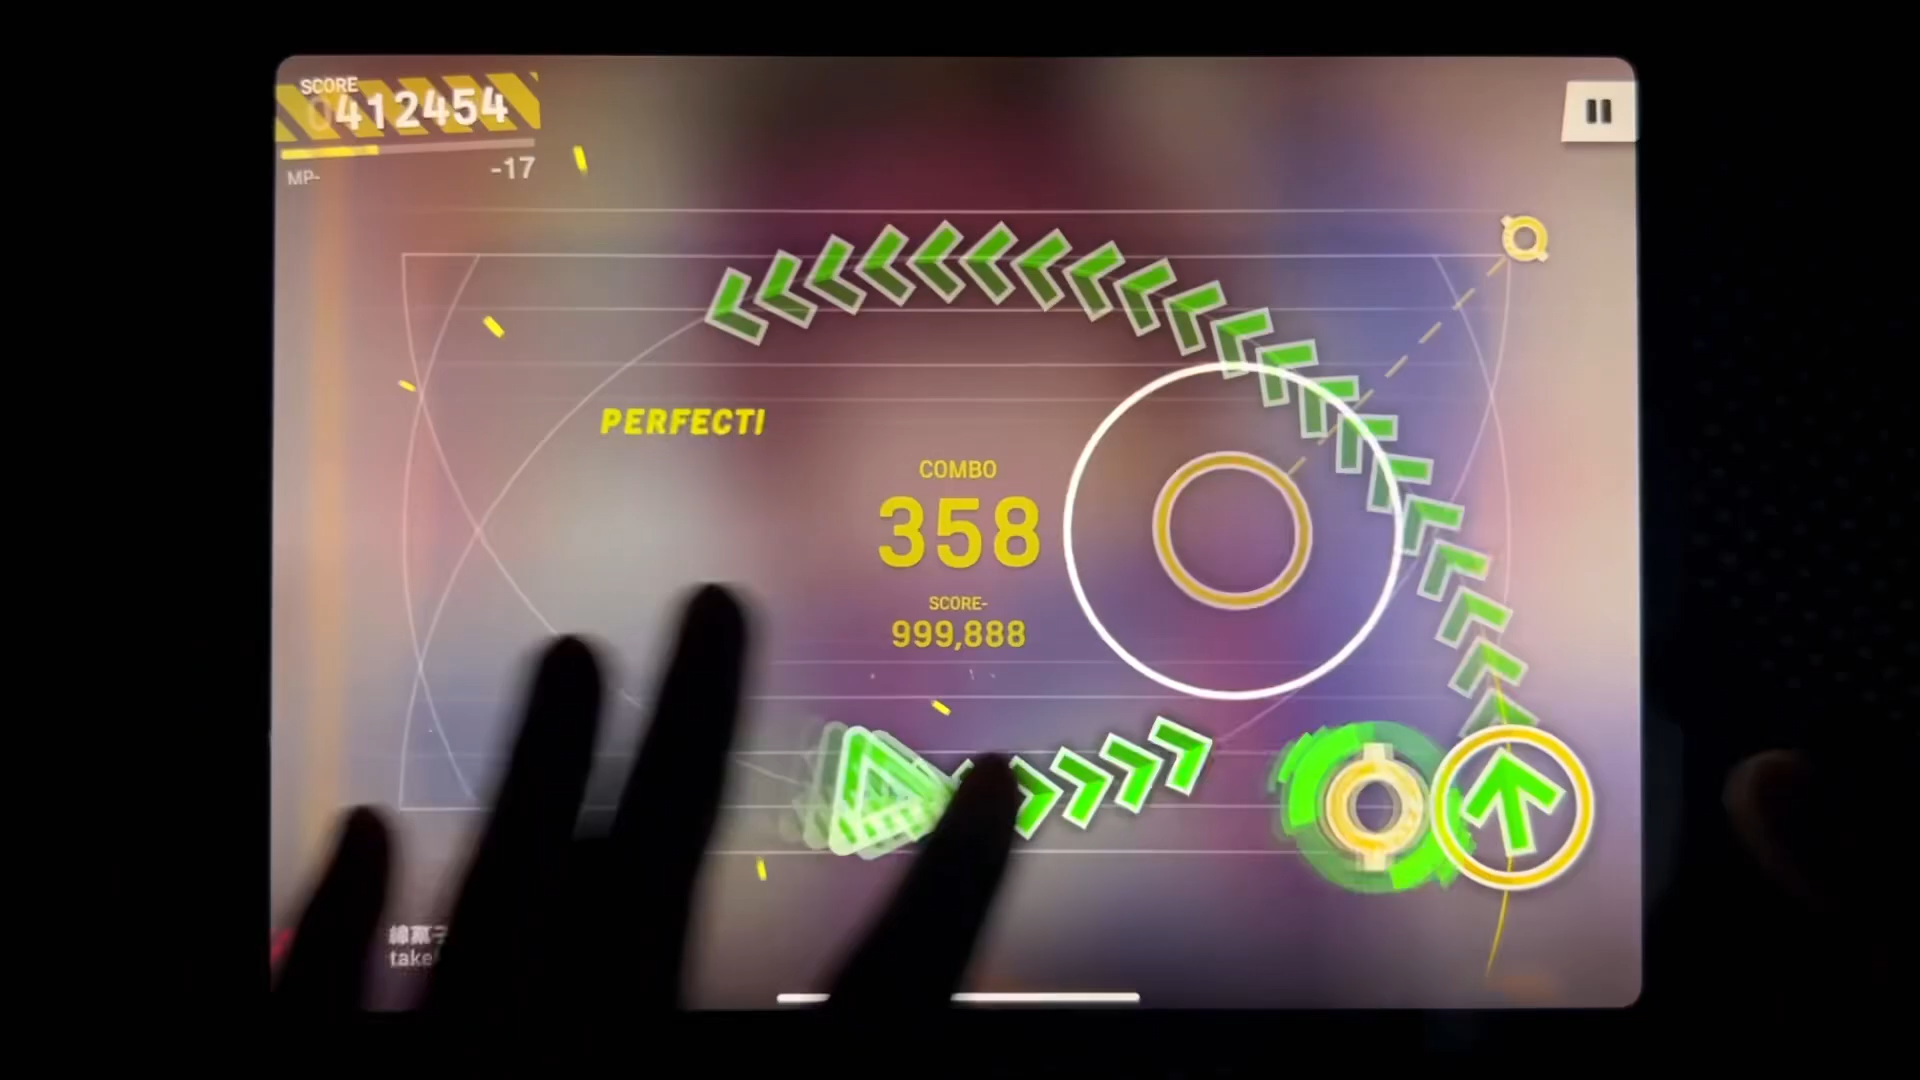 SCORE
0412454
MP-
-17
PERFECT!
COMBO
358
SCORE-
999,888
take